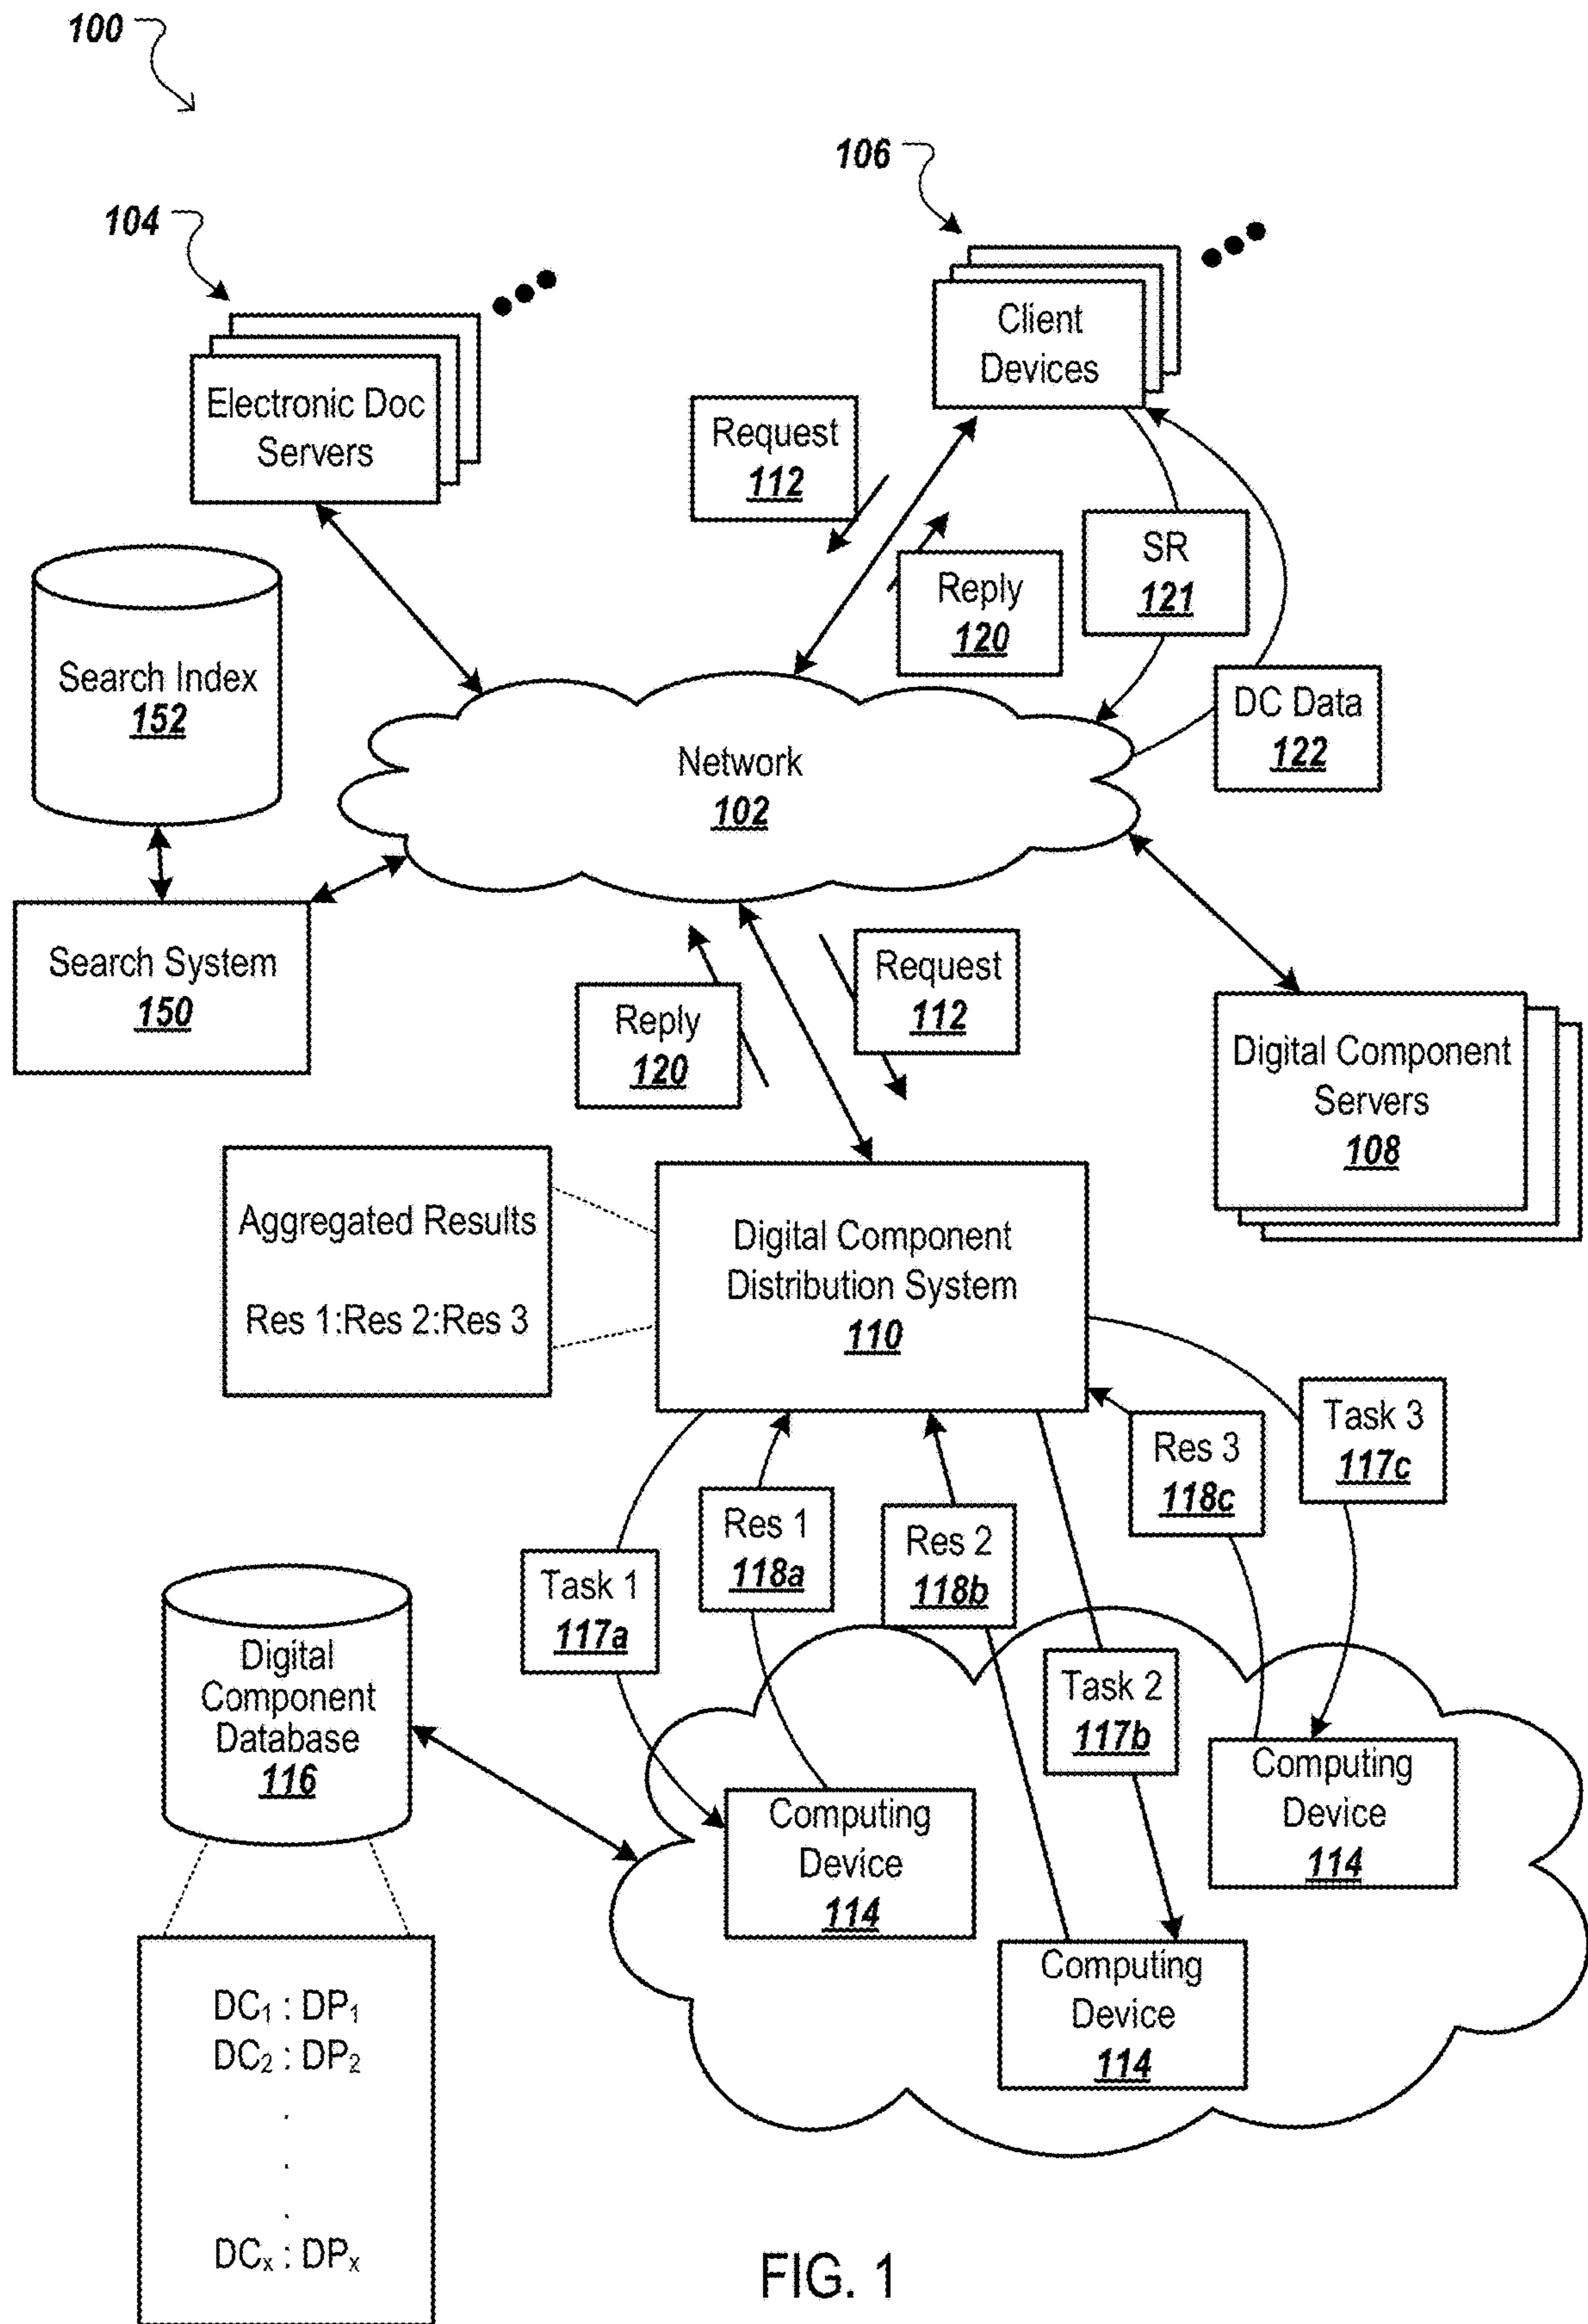 100
106
104
Client
Devices
Electronic Doc
Servers
Request
112
SR
121
Reply
120
Search Index
152
DC Data
122
Network
102
Search System
150
Request
112
Reply
120
Digital Component
Servers
108
Aggregated Results
Res 1:Res 2:Res 3
Digital Component
Distribution System
110
Task 3
117c
Res 3
118c
Res 1
118a
Res 2
118b
Task 1
117a
Digital
Component
Database
116
Task 2
117b
Computing
Device
114
Computing
Device
114
Computing
Device
114
DC₁ : DP₁
DC₂ : DP₂
.
.
.
DCₓ : DPₓ
FIG. 1